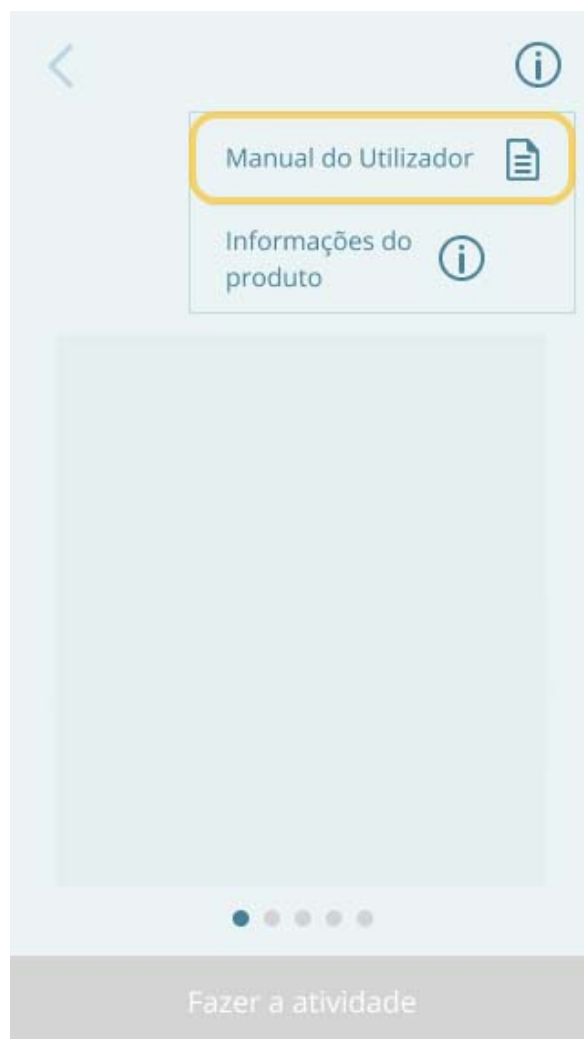 Manual do Utilizador
Informações do
produto
Fazer a atividade